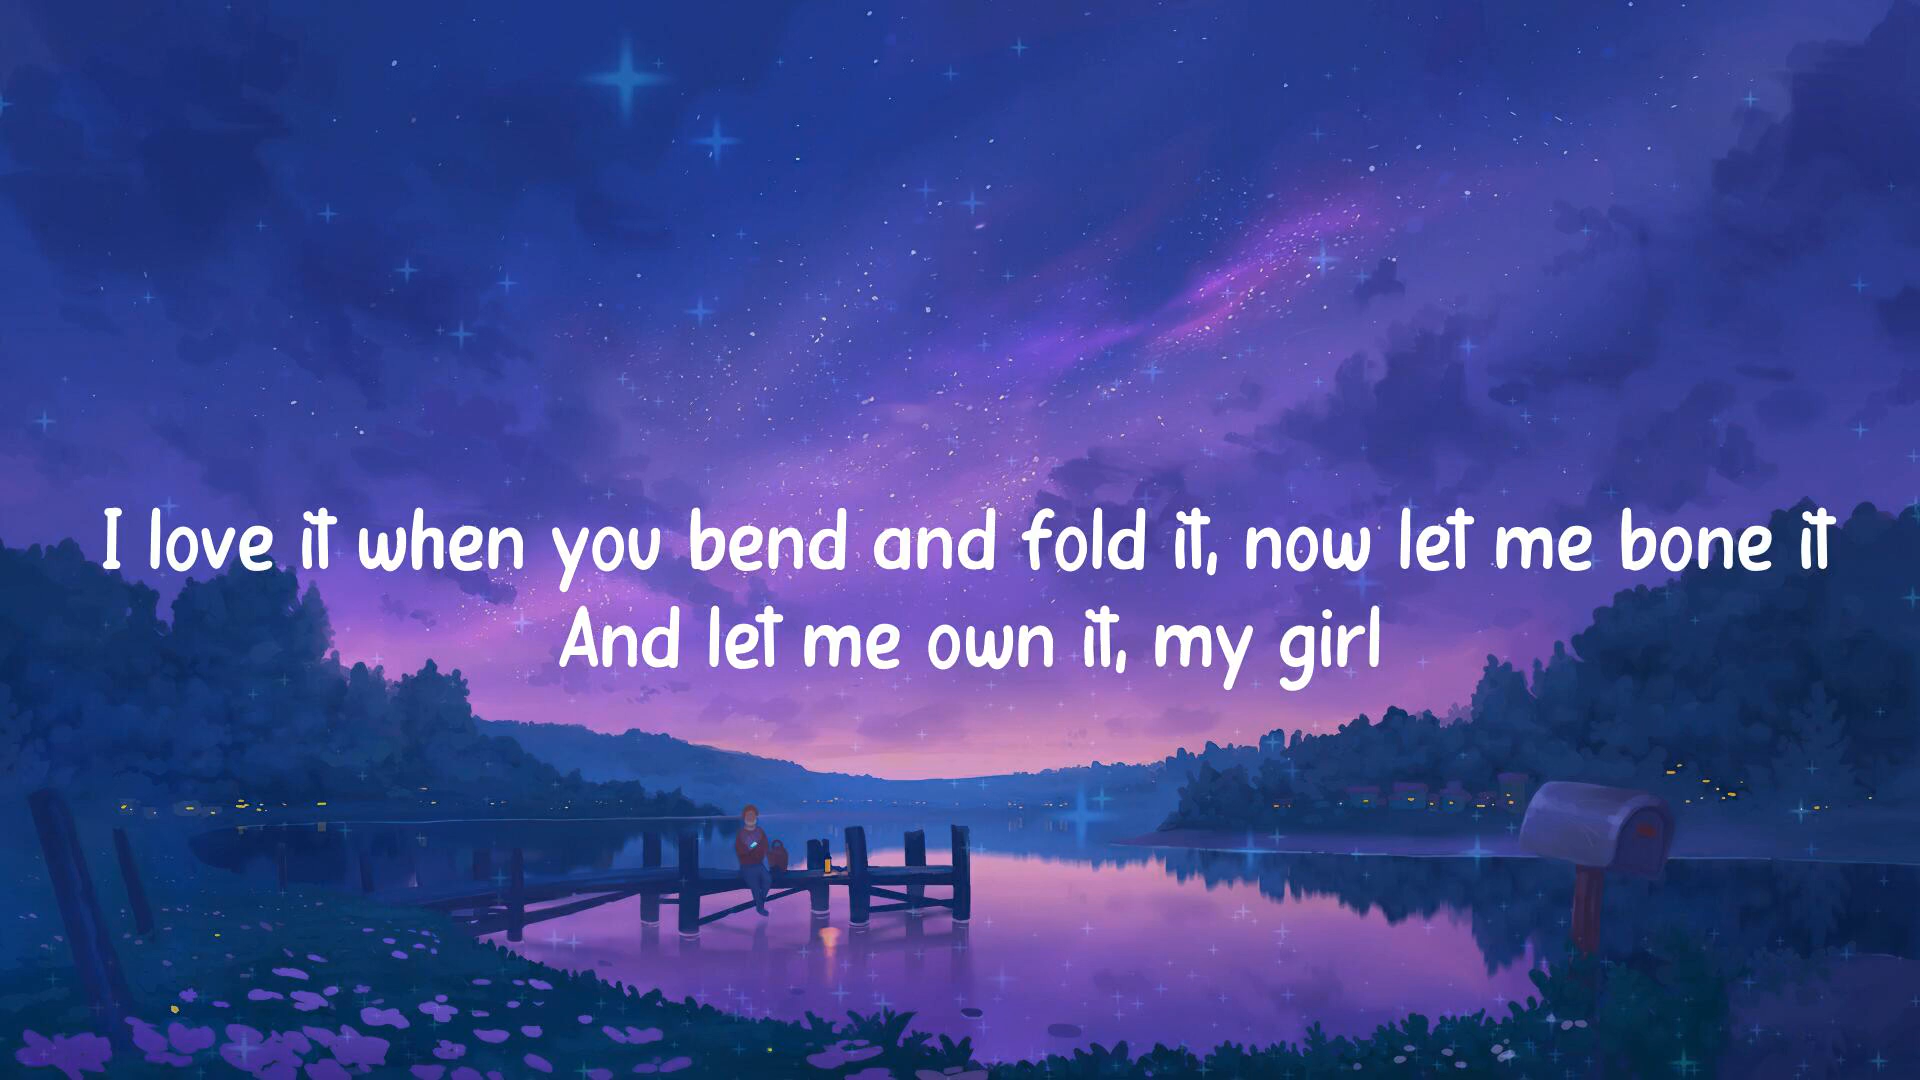 I love it when you bend and fold it, now let me bone it
And let me own it, my girl